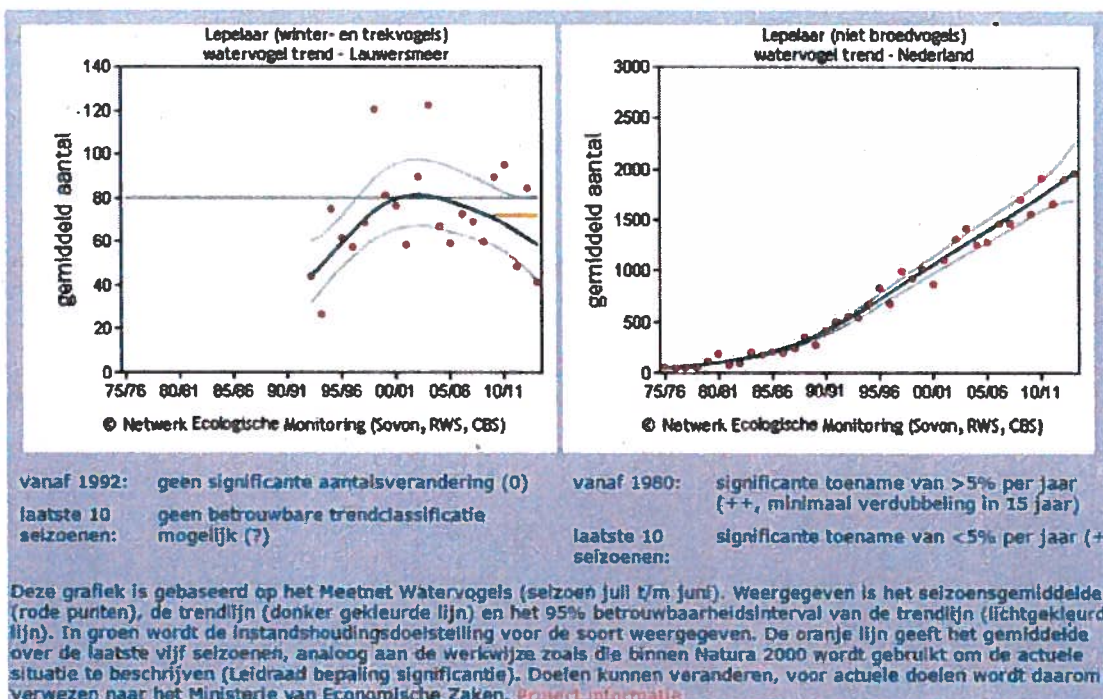 Lepelaar (winter- en trekvogels)
watervogel trend - Lauwersmeer
gemiddeld aantal
140
120
100
80
60
40
20
0
75/76 80/81 85/86 90/91 95/96 00/01 05/06 10/11
© Netwerk Ecologische Monitoring (Sovon, RWS, CBS)
Lepelaar (niet broedvogels)
watervogel trend - Nederland
gemiddeld aantal
3000
2500
2000
1500
1000
500
0
75/76 80/81 85/86 90/91 95/96 00/01 05/06 10/11
© Netwerk Ecologische Monitoring (Sovon, RWS, CBS)
vanaf 1992: geen significante aantalsverandering (0)
laatste 10 geen betrouwbare trendclassificatie
seizoenen: mogelijk (?)
vanaf 1980: significante toename van >5% per jaar
(++, minimaal verdubbeling in 15 jaar)
laatste 10 significante toename van <5% per jaar (+
seizoenen:
Deze grafiek is gebaseerd op het Meetnet Watervogels (seizoen juli t/m juni). Weergegeven is het seizoensgemiddelde
(rode punten), de trendlijn (donker gekleurde lijn) en het 95% betrouwbaarheidsinterval van de trendlijn (lichtgekleurd
lijn). In groen wordt de instandshoudingsdoelstelling voor de soort weergegeven. De oranje lijn geeft het gemiddelde
over de laatste vijf seizoenen, analoog aan de werkwijze zoals die binnen Natura 2000 wordt gebruikt om de actuele
situatie te beschrijven (Leidraad bepaling significantie). Doelen kunnen veranderen, voor actuele doelen wordt daarom
verwezen naar het Ministerie van Economische Zaken. Project informatie